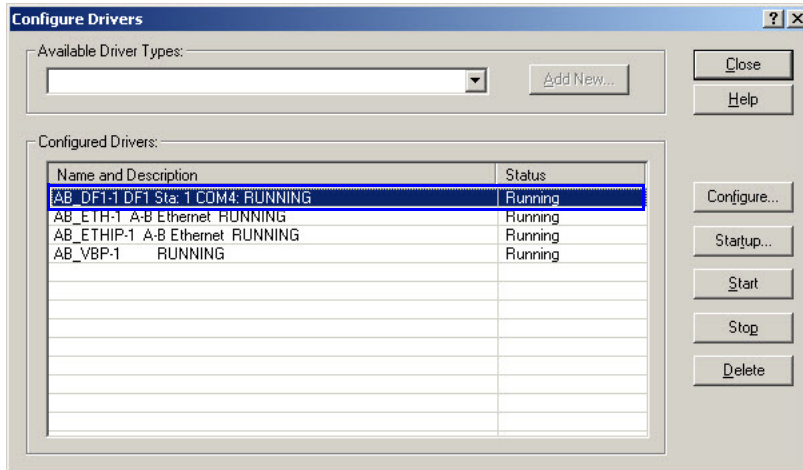 Configure Drivers
Available Driver Types:
Add New...
Close
Help
Configured Drivers:
Name and Description Status
AB_DF1-1 DF1 Sta: 1 COM4: RUNNING Running
AB_ETH-1 A-B Ethernet RUNNING Running
AB_ETHIP-1 A-B Ethernet RUNNING Running
AB_VBP-1 RUNNING Running
Configure...
Startup...
Start
Stop
Delete